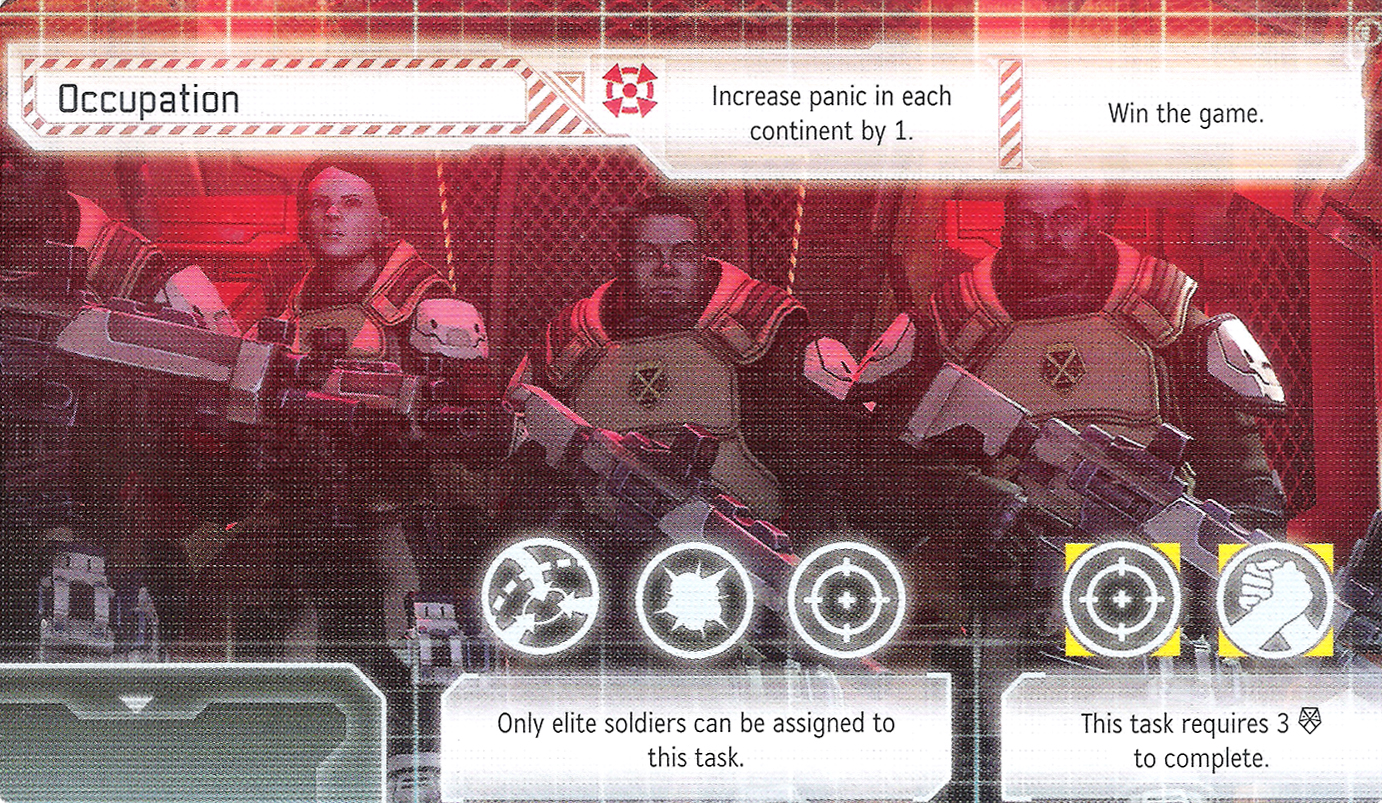 Occupation
Increase panic in each
continent by 1.
Win the game.
Only elite soldiers can be assigned to
this task.
This task requires 3
to complete.